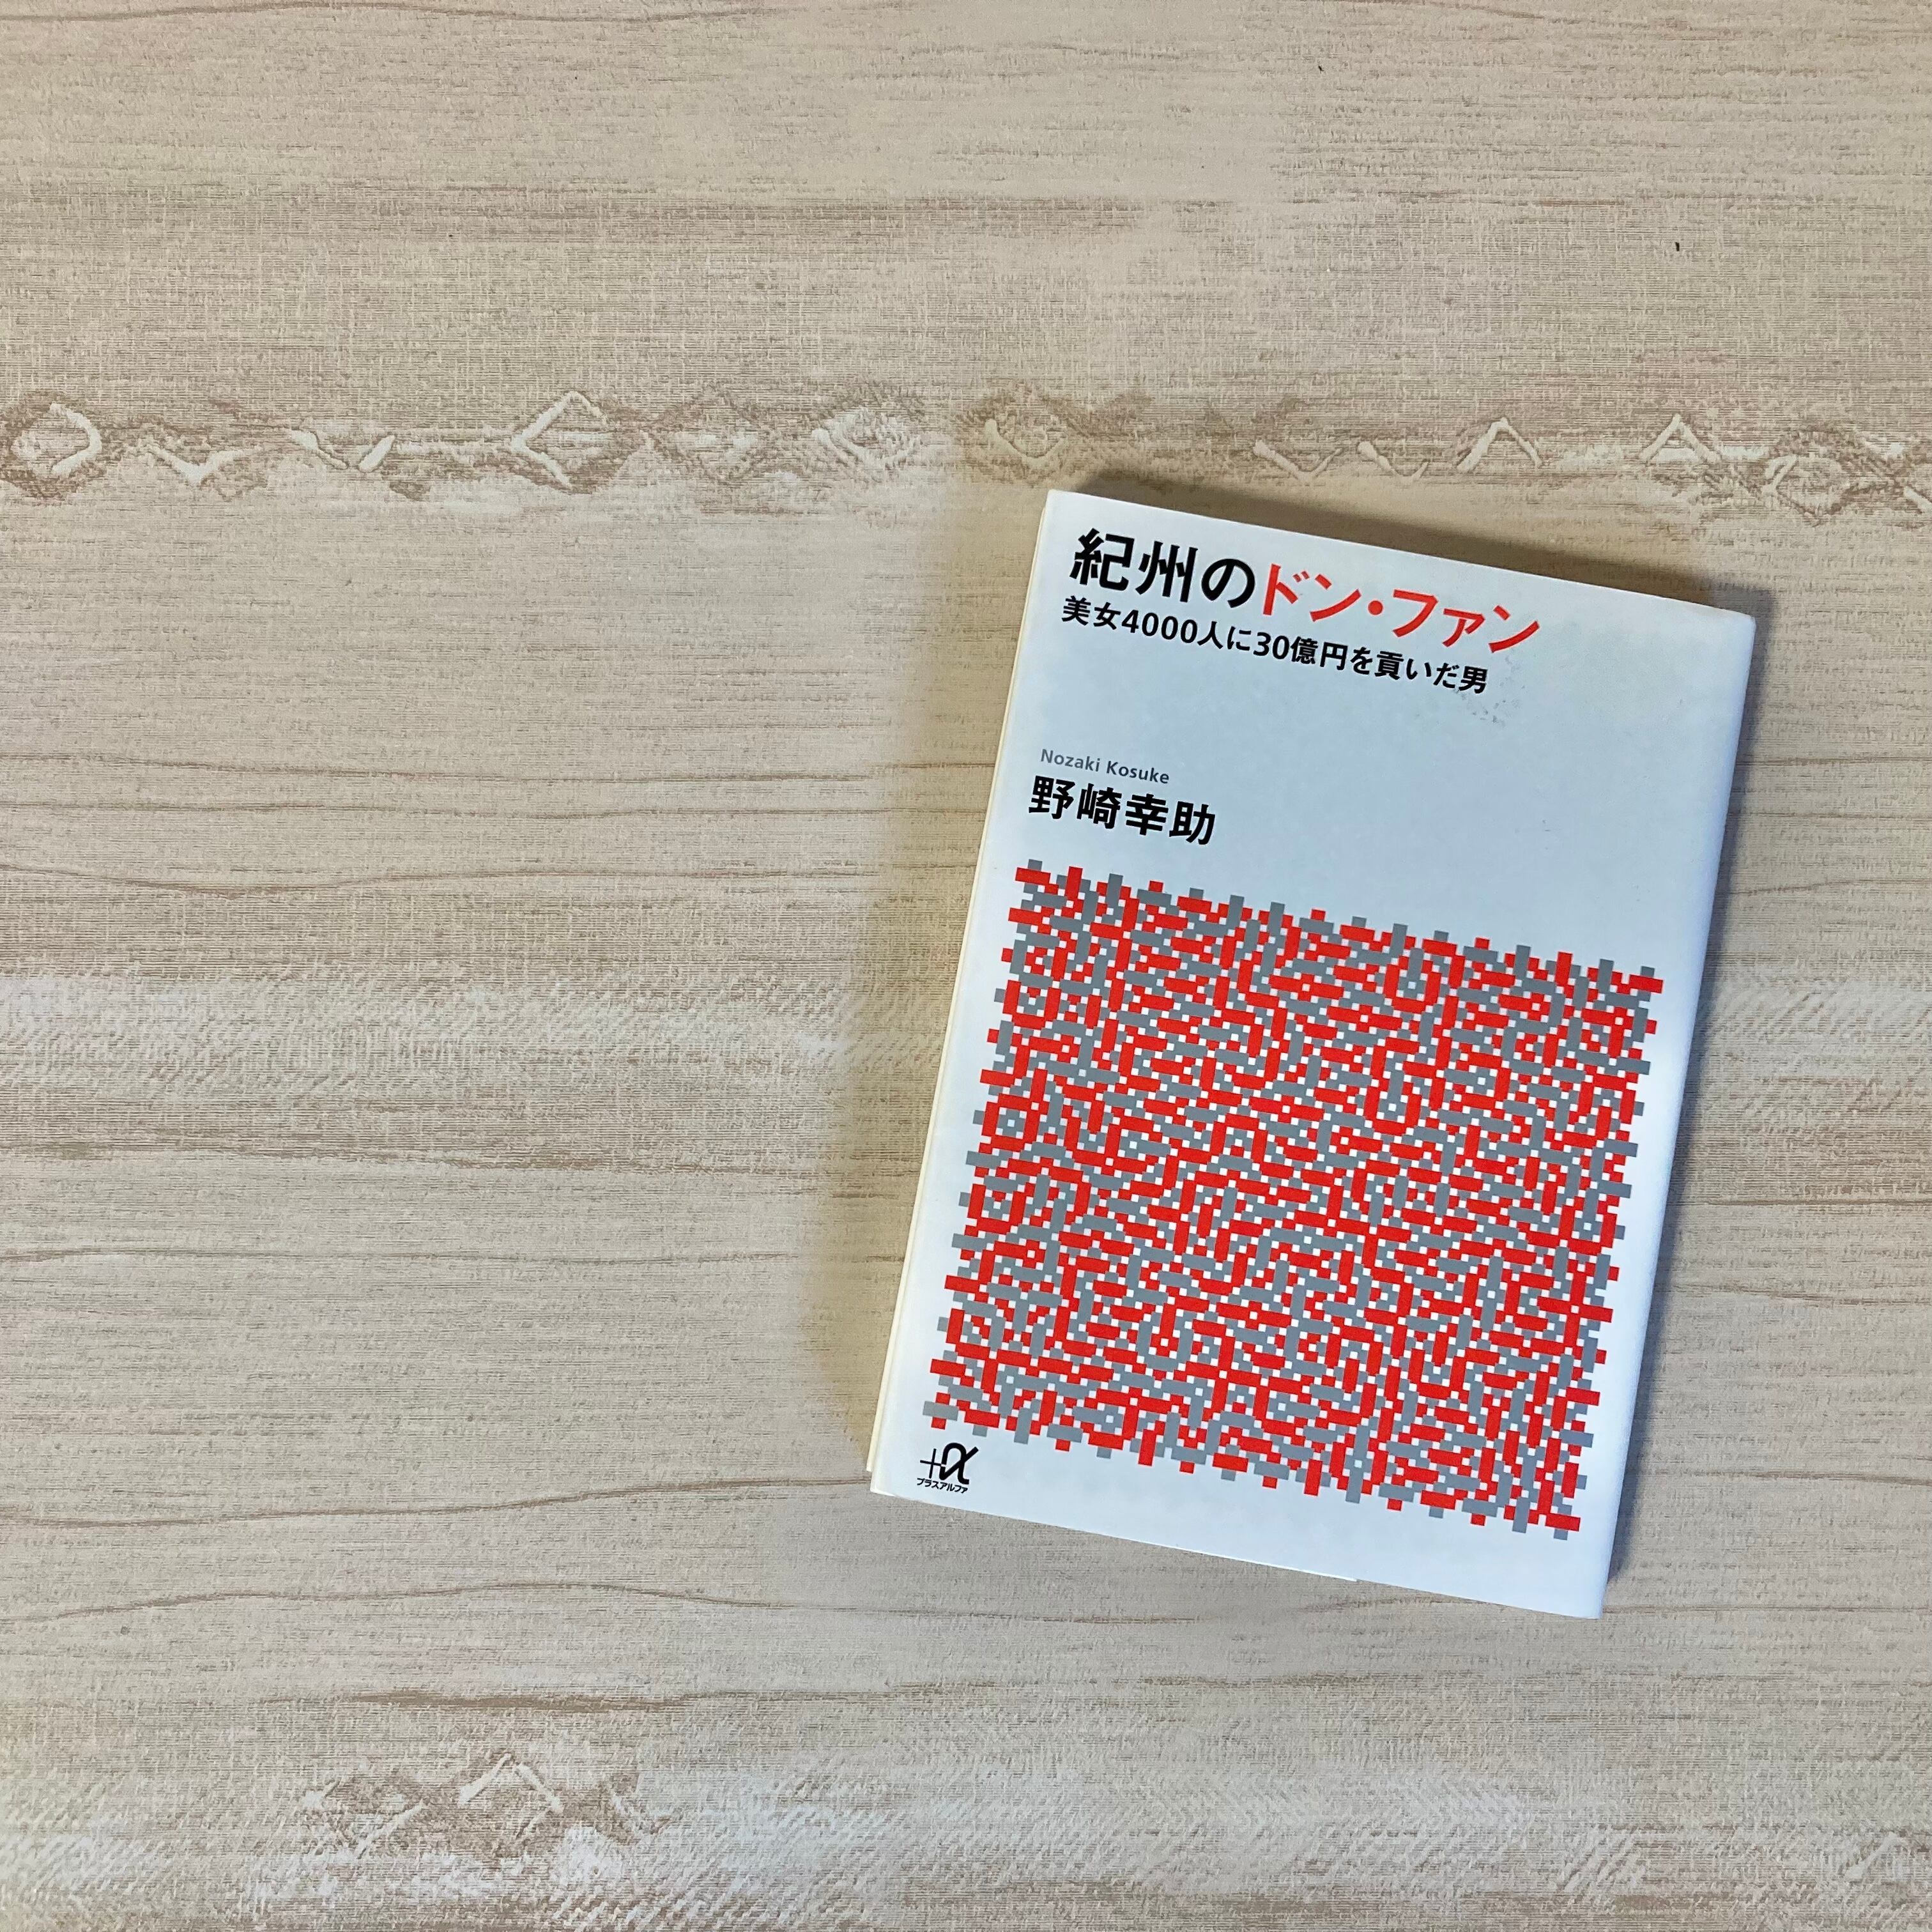 紀州のドン・ファン
美女4000人に30億円を貢いだ男
Nozaki Kosuke
野崎幸助
+α
プラスアルファ